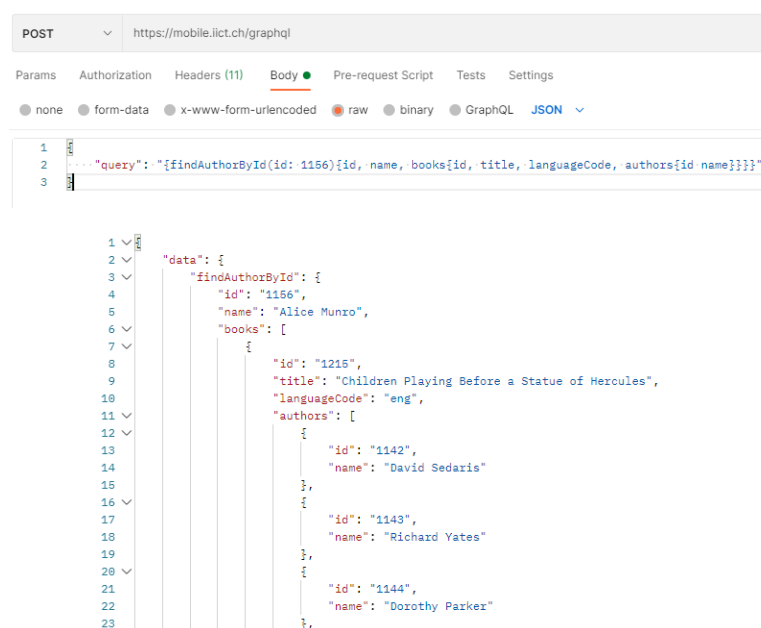 POST https://mobile.iict.ch/graphql
Params Authorization Headers (11) Body Pre-request Script Tests Settings
none form-data x-www-form-urlencoded raw binary GraphQL JSON
1 {
2 "query": "{findAuthorById(id: 1156){id, name, books{id, title, languageCode, authors{id name}}}}"
3 }
1 {
2 "data": {
3 "findAuthorById": {
4 "id": "1156",
5 "name": "Alice Munro",
6 "books": [
7 {
8 "id": "1215",
9 "title": "Children Playing Before a Statue of Hercules",
10 "languageCode": "eng",
11 "authors": [
12 {
13 "id": "1142",
14 "name": "David Sedaris"
15 },
16 {
17 "id": "1143",
18 "name": "Richard Yates"
19 },
20 {
21 "id": "1144",
22 "name": "Dorothy Parker"
23 },